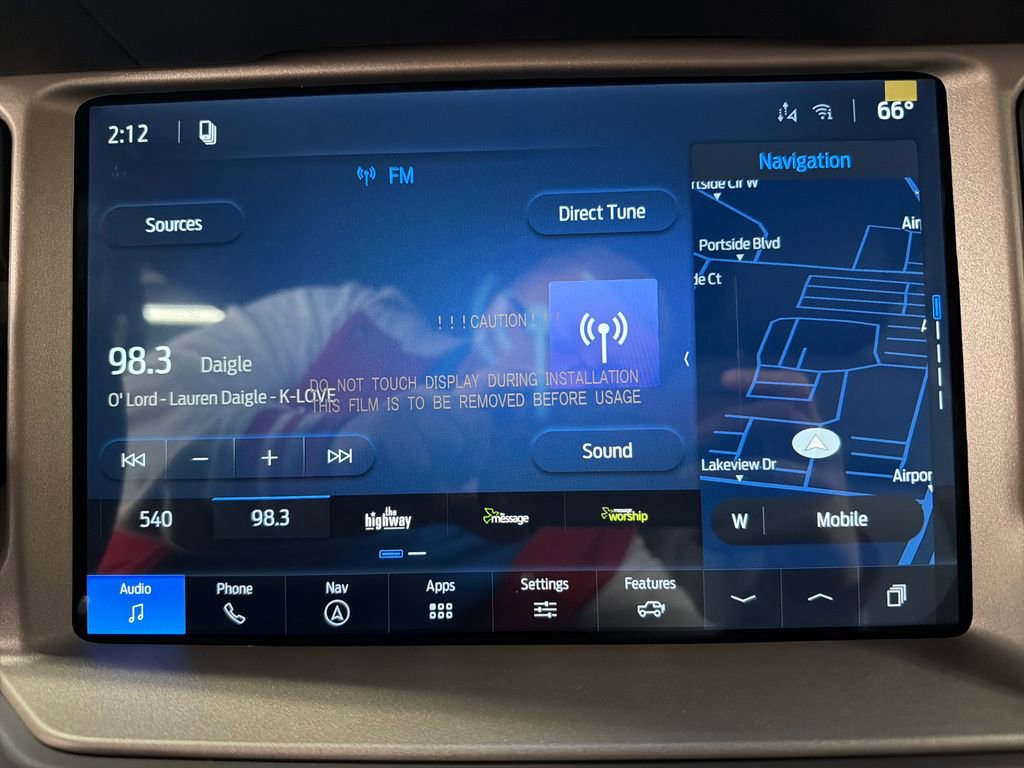 2:12
66°
FM
Navigation
Sources
Direct Tune
Portside Blvd
de Ct
Air
!!!CAUTION!!!
98.3 Daigle
O' Lord - Lauren Daigle - K-LOVE
DO NOT TOUCH DISPLAY DURING INSTALLATION
THIS FILM IS TO BE REMOVED BEFORE USAGE
Sound
Lakeview Dr
Airpor
W Mobile
540
98.3
the
highway
the message
message
worship
Audio
Phone
Nav
Apps
Settings
Features